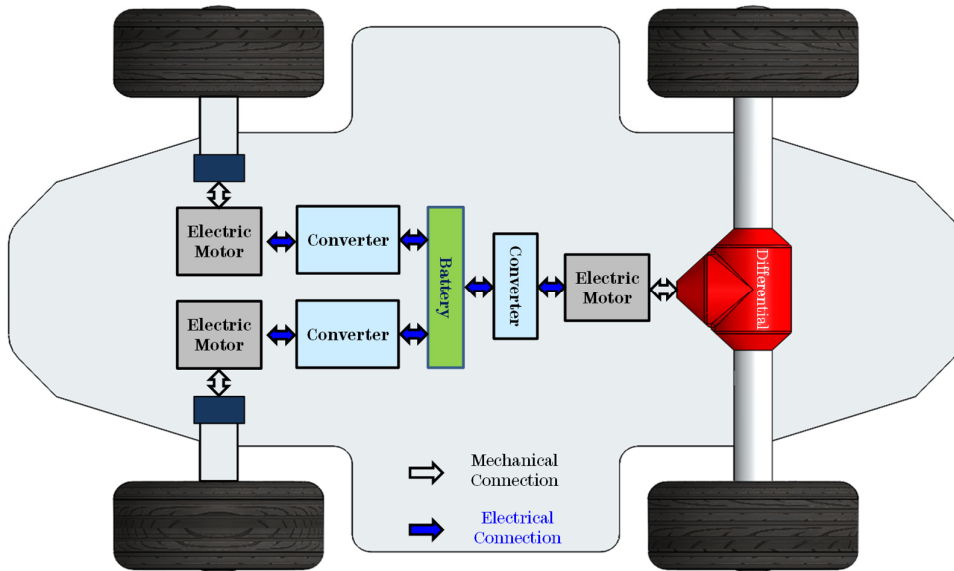 Electric
Motor
Converter
Battery
Converter
Electric
Motor
Differential
Electric
Motor
Converter
Mechanical
Connection
Electrical
Connection